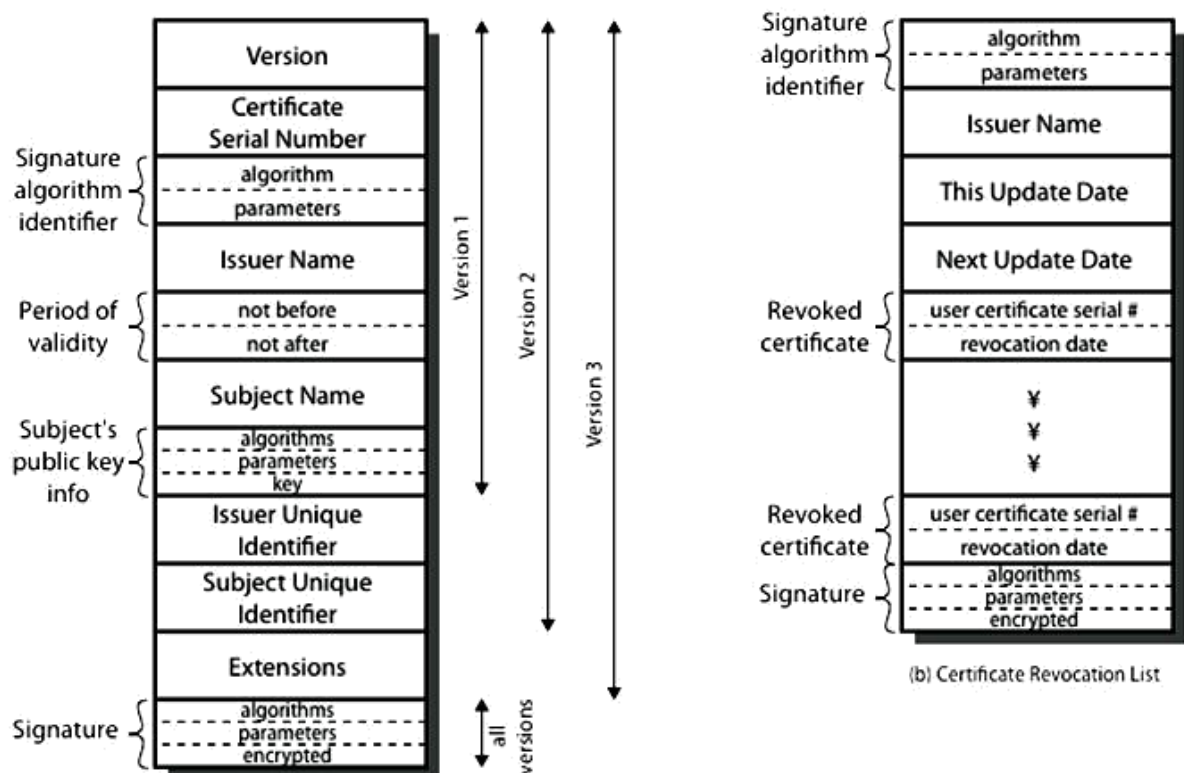 Version
Certificate
Serial Number
Signature
algorithm
identifier
algorithm
parameters
Issuer Name
Period of
validity
not before
not after
Subject Name
Subject's
public key
info
algorithms
parameters
key
Issuer Unique
Identifier
Subject Unique
Identifier
Extensions
Signature
algorithms
parameters
encrypted
Version 1
Version 2
Version 3
all
versions
Signature
algorithm
identifier
algorithm
parameters
Issuer Name
This Update Date
Next Update Date
Revoked
certificate
user certificate serial #
revocation date
¥
¥
¥
Revoked
certificate
user certificate serial #
revocation date
Signature
algorithms
parameters
encrypted
(b) Certificate Revocation List